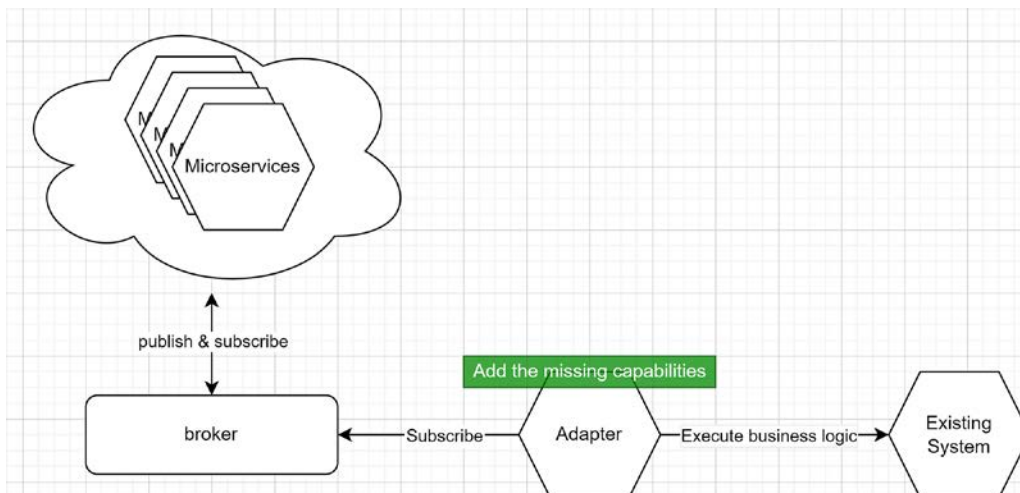 M
M
M
Microservices
publish & subscribe
Add the missing capabilities
broker
Subscribe
Adapter
Execute business logic
Existing
System